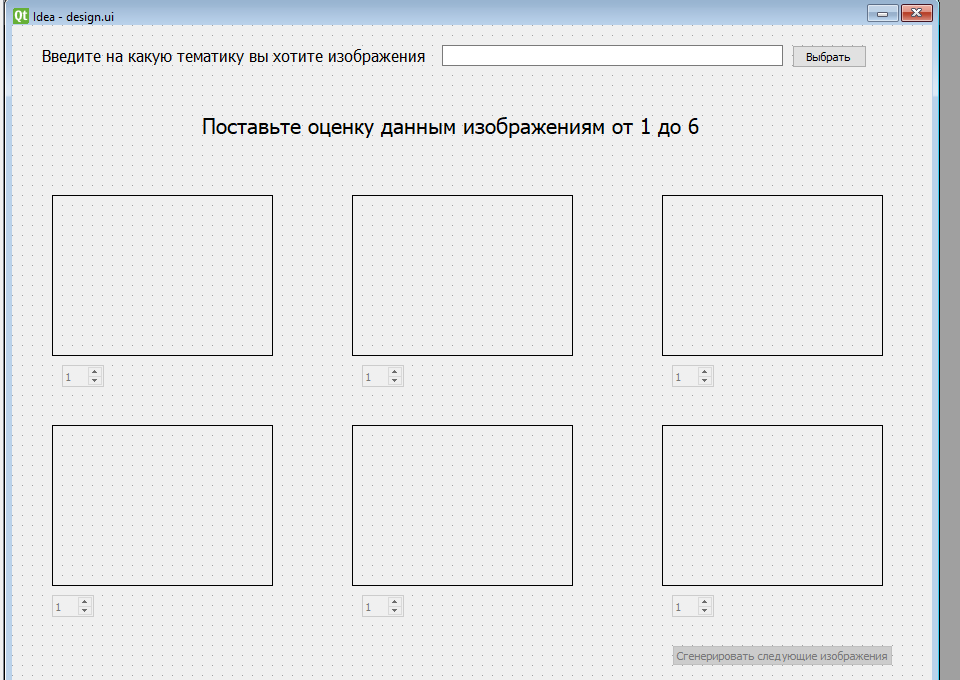 Qt Idea - design.ui
Введите на какую тематику вы хотите изображения
Выбрать
Поставьте оценку данным изображениям от 1 до 6
1 1 1
1 1 1
Сгенерировать следующие изображения